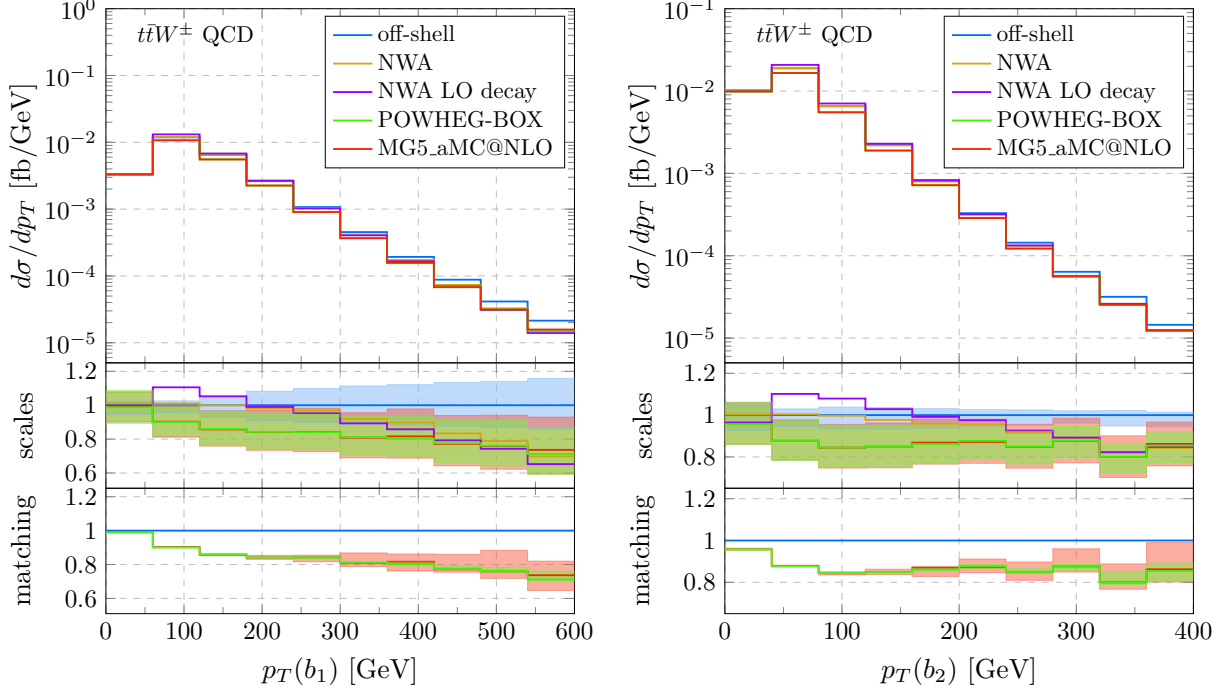 tt̄W± QCD
off-shell
NWA
NWA LO decay
POWHEG-BOX
MG5_aMC@NLO
dσ/dp_T [fb/GeV]
10^0
10^−1
10^−2
10^−3
10^−4
10^−5
scales
1.2
1
0.8
0.6
matching
1.2
1
0.8
0.6
0 100 200 300 400 500 600
p_T(b_1) [GeV]
tt̄W± QCD
off-shell
NWA
NWA LO decay
POWHEG-BOX
MG5_aMC@NLO
dσ/dp_T [fb/GeV]
10^0
10^−1
10^−2
10^−3
10^−4
10^−5
scales
1.2
1
0.8
matching
1.2
1
0.8
0 100 200 300 400
p_T(b_2) [GeV]